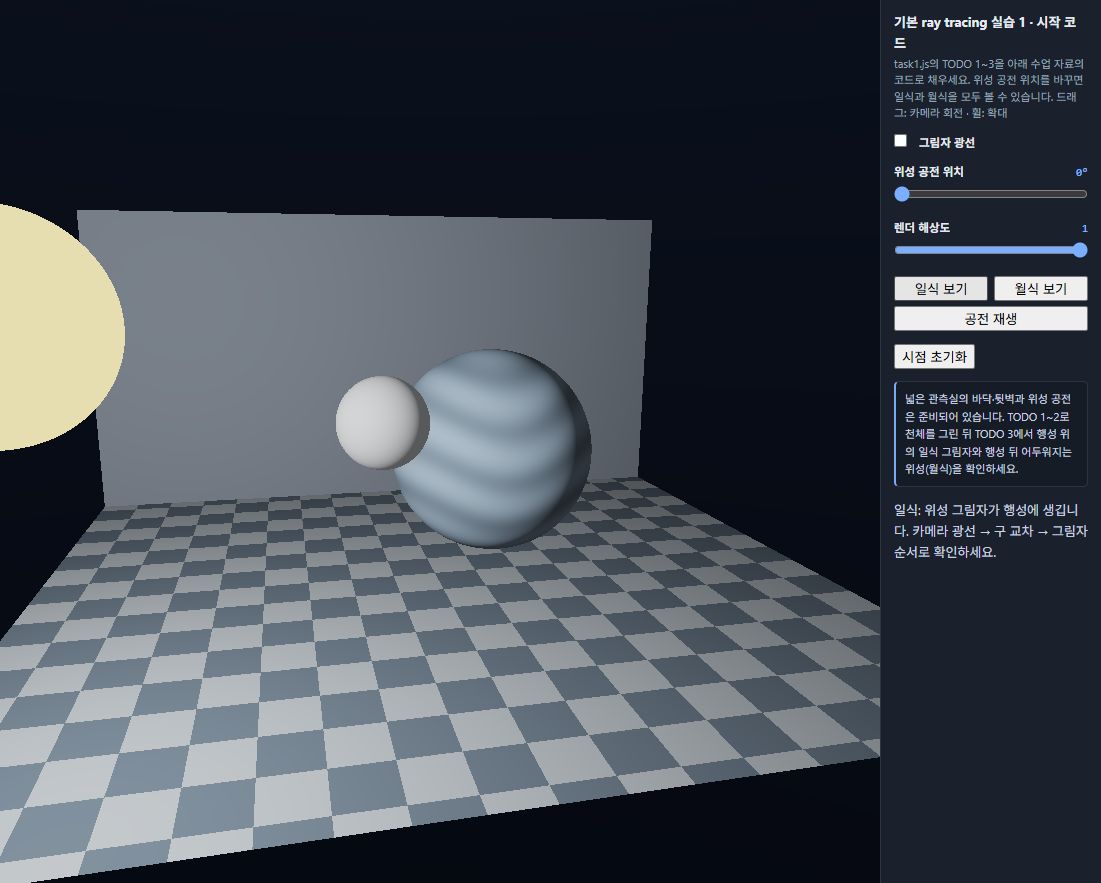 기본 ray tracing 실습 1 · 시작 코
드
task1.js의 TODO 1~3을 아래 수업 자료의
코드로 채우세요. 위성 공전 위치를 바꾸면
일식과 월식을 모두 볼 수 있습니다. 드래
그: 카메라 회전 · 휠: 확대
그림자 광선
위성 공전 위치 0°
렌더 해상도 1
일식 보기 월식 보기
공전 재생
시점 초기화
넓은 관측실의 바닥·뒷벽과 위성 공전
은 준비되어 있습니다. TODO 1~2로
천체를 그린 뒤 TODO 3에서 행성 위
의 일식 그림자와 행성 뒤 어두워지는
위성(월식)을 확인하세요.
일식: 위성 그림자가 행성에 생깁니
다. 카메라 광선 → 구 교차 → 그림자
순서로 확인하세요.